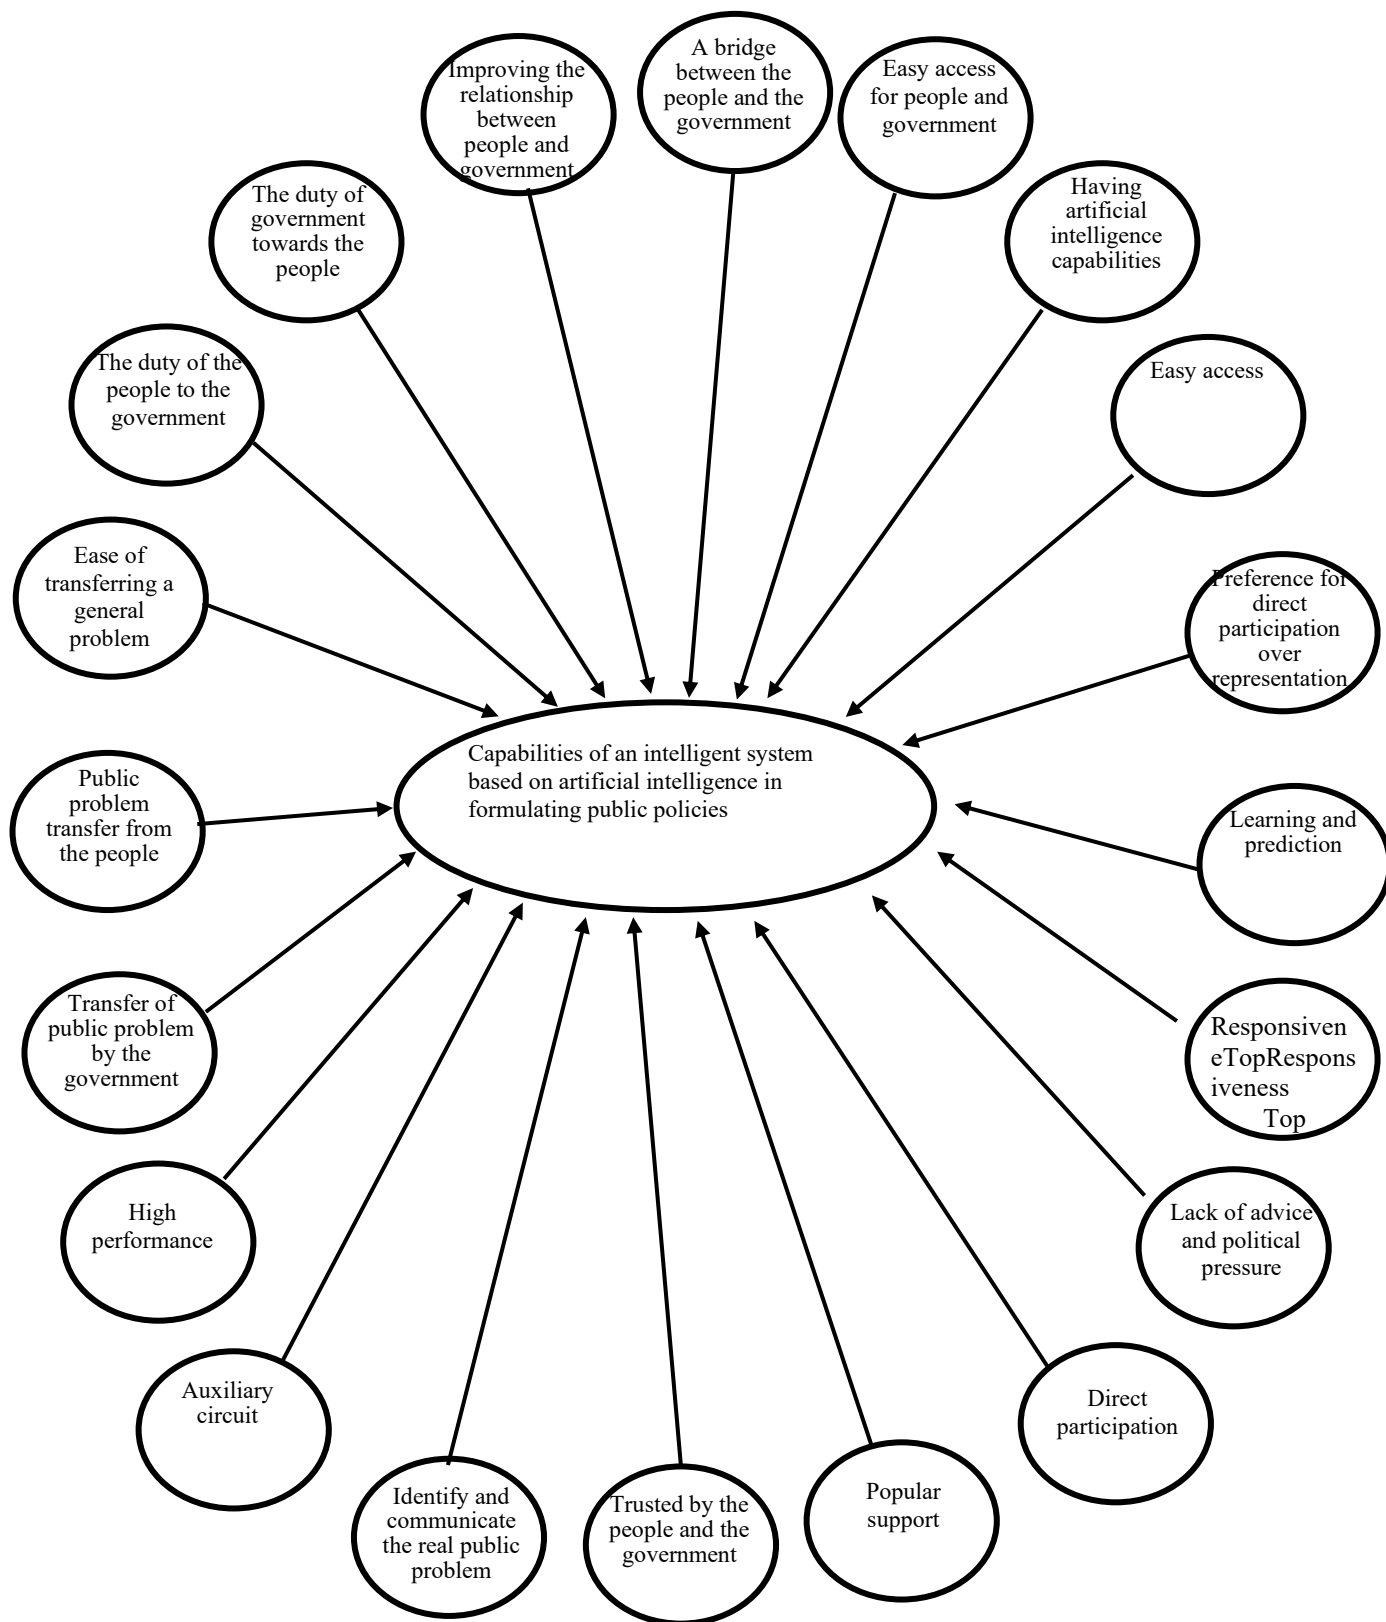 A bridge
between the
people and the
government
Improving the
relationship
between
people and
government
Easy access
for people and
government
The duty of
government
towards the
people
Having
artificial
intelligence
capabilities
The duty of the
people to the
government
Easy access
Ease of
transferring a
general
problem
Preference for
direct
participation
over
representation
Capabilities of an intelligent system
based on artificial intelligence in
formulating public policies
Public
problem
transfer from
the people
Learning and
prediction
Transfer of
public problem
by the
government
Responsiven
eTopRespons
iveness
Top
High
performance
Lack of advice
and political
pressure
Auxiliary
circuit
Direct
participation
Identify and
communicate
the real public
problem
Trusted by the
people and the
government
Popular
support